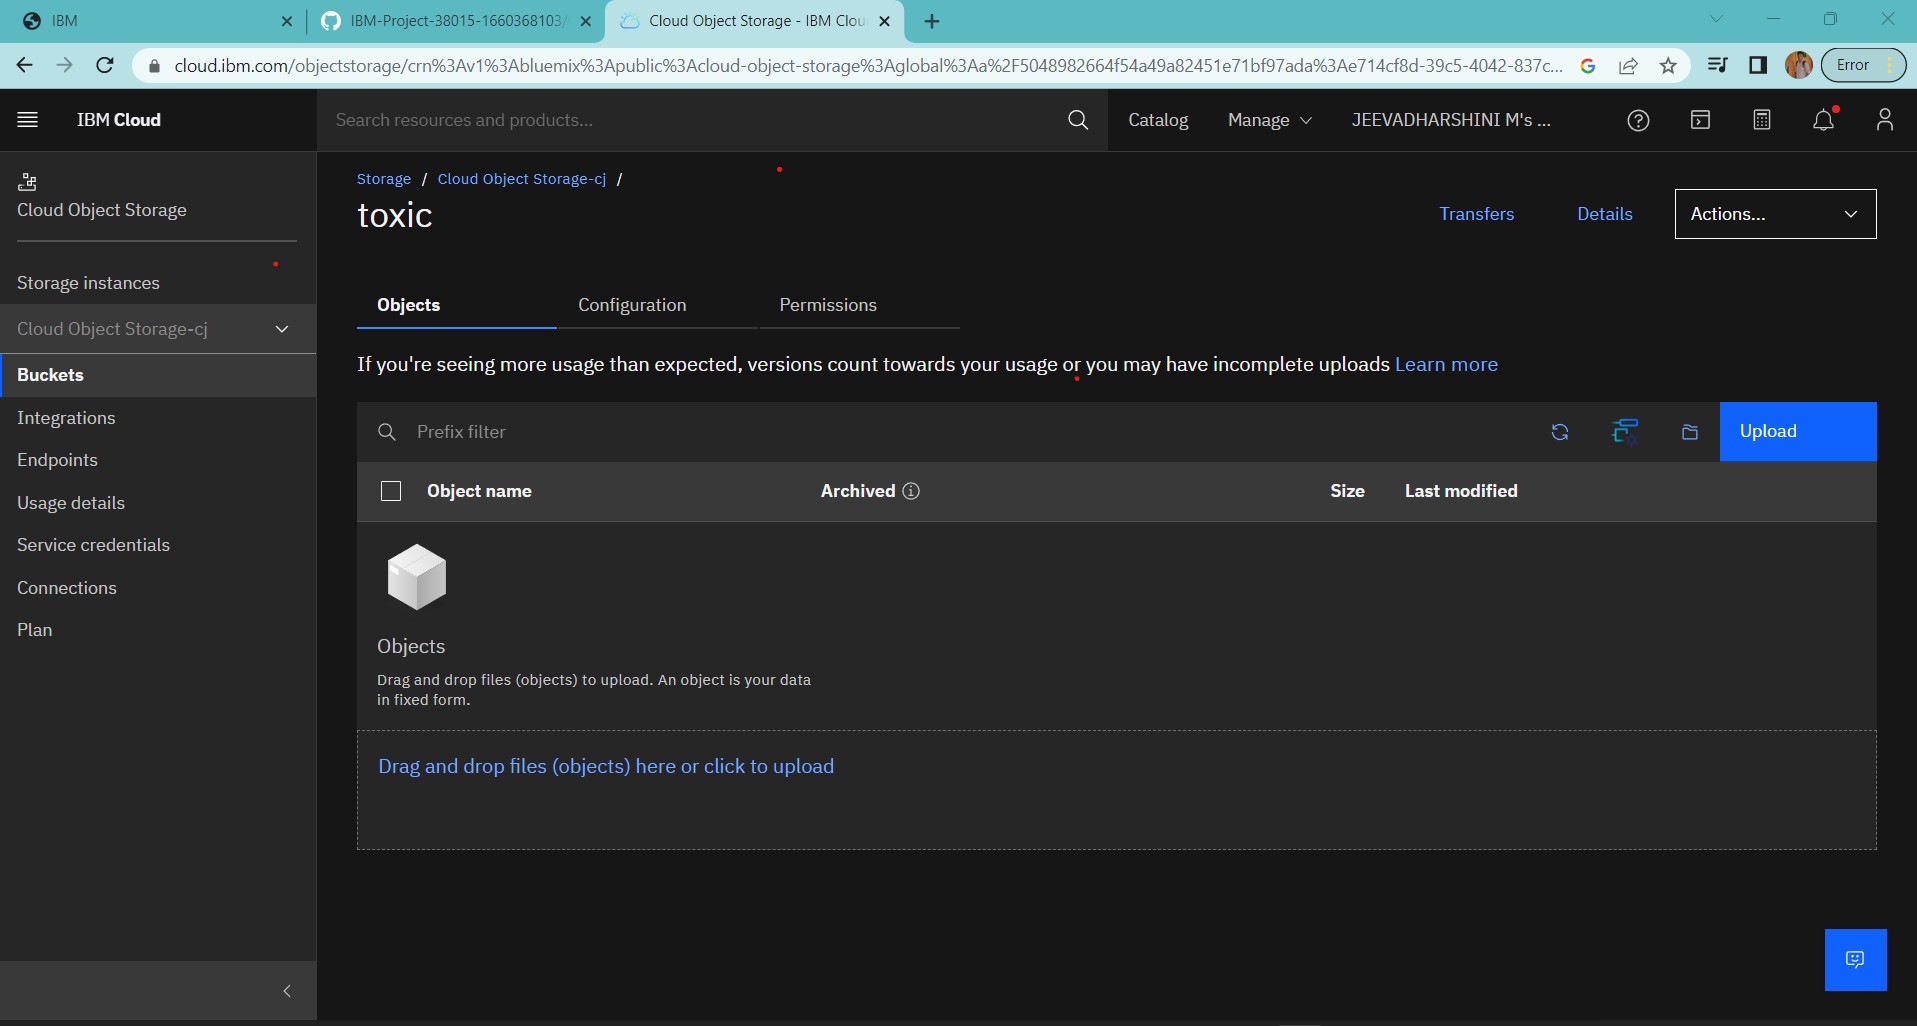 IBM
IBM-Project-38015-1660368103/
Cloud Object Storage - IBM Clou
cloud.ibm.com/objectstorage/crn%3Av1%3Abluemix%3Apublic%3Acloud-object-storage%3Aglobal%3Aa%2F5048982664f54a49a82451e71bf97ada%3Ae714cf8d-39c5-4042-837c...
Error
IBM Cloud
Search resources and products...
Catalog
Manage
JEEVADHARSHINI M's ...
Cloud Object Storage
Storage instances
Cloud Object Storage-cj
Buckets
Integrations
Endpoints
Usage details
Service credentials
Connections
Plan
Storage / Cloud Object Storage-cj /
toxic
Transfers
Details
Actions...
Objects
Configuration
Permissions
If you're seeing more usage than expected, versions count towards your usage or you may have incomplete uploads Learn more
Prefix filter
Upload
Object name
Archived
Size
Last modified
Objects
Drag and drop files (objects) to upload. An object is your data
in fixed form.
Drag and drop files (objects) here or click to upload